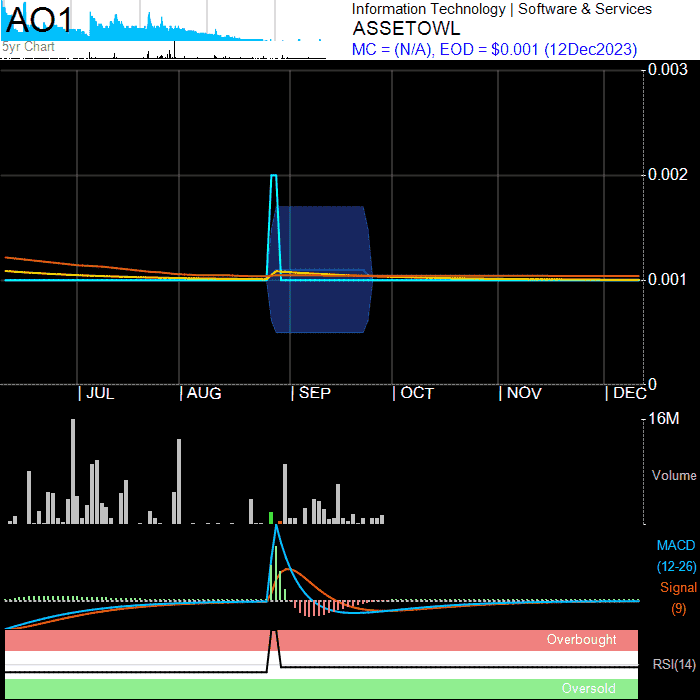 AO1
5yr Chart
Information Technology | Software & Services
ASSETOWL
MC = (N/A), EOD = $0.001 (12Dec2023)
0.003
0.002
0.001
0
| JUL | AUG | SEP | OCT | NOV | DEC
16M
Volume
MACD
(12-26)
Signal
(9)
Overbought
RSI(14)
Oversold